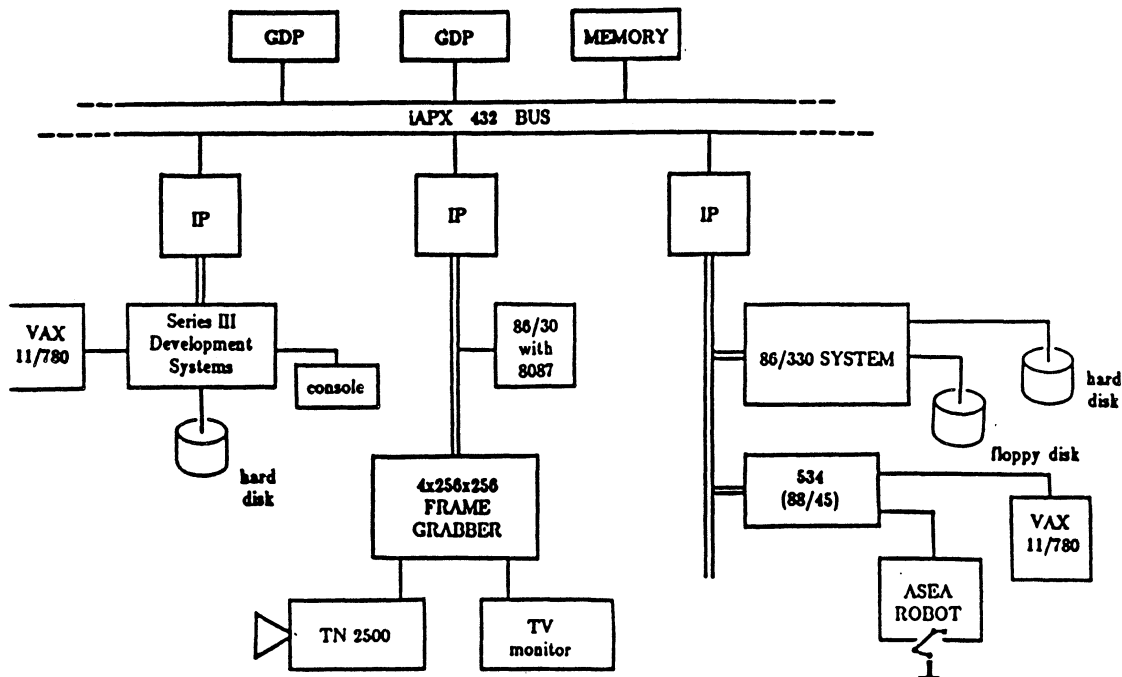 GDP
GDP
MEMORY
iAPX 432 BUS
IP
IP
IP
VAX
11/780
Series III
Development
Systems
console
hard
disk
86/30
with
8087
4x256x256
FRAME
GRABBER
TN 2500
TV
monitor
86/330 SYSTEM
hard
disk
floppy disk
534
(88/45)
VAX
11/780
ASEA
ROBOT